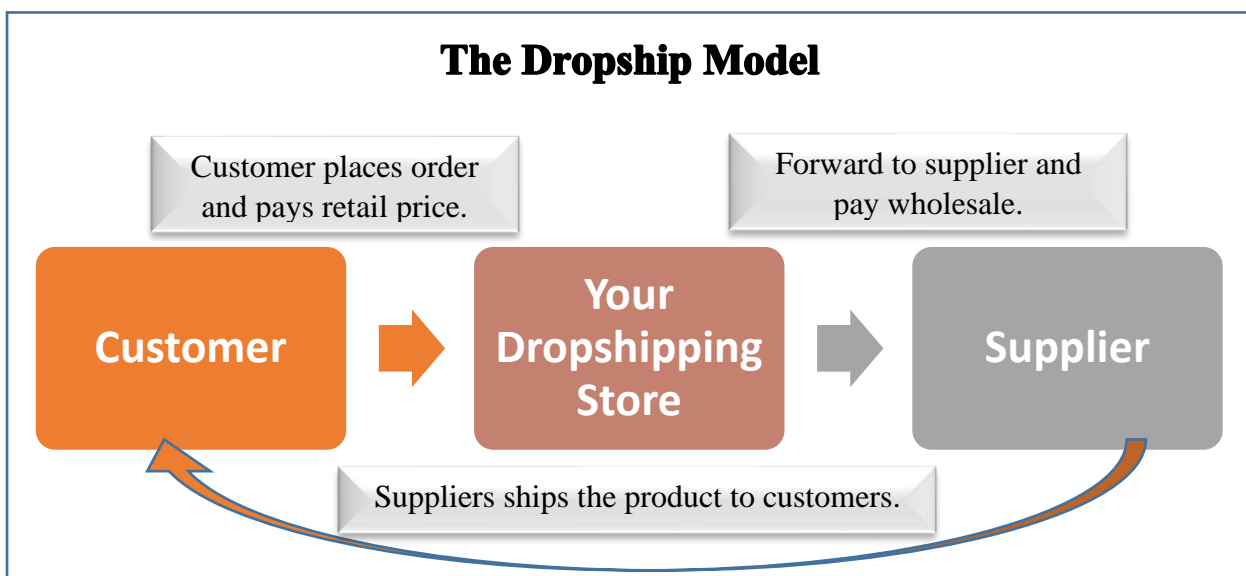 The Dropship Model
Customer places order
and pays retail price.
Forward to supplier and
pay wholesale.
Customer
Your
Dropshipping
Store
Supplier
Suppliers ships the product to customers.